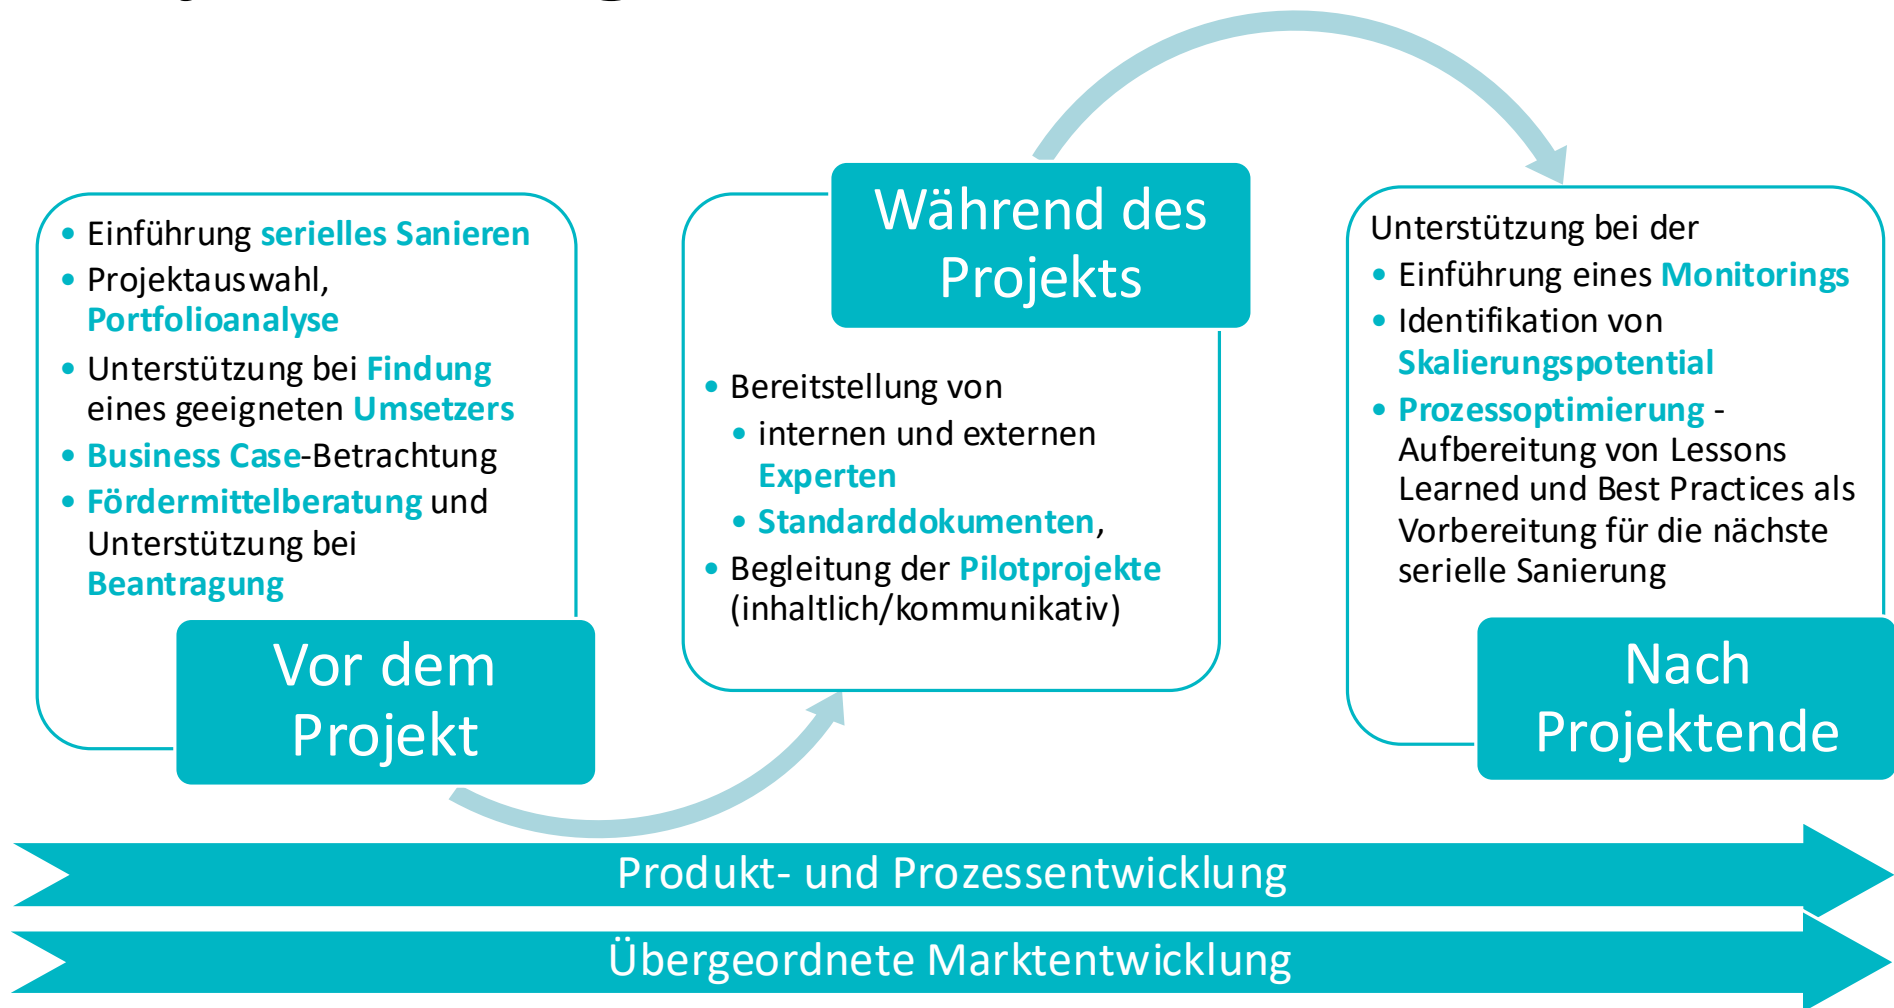 • Einführung serielles Sanieren
• Projektauswahl,
Portfolioanalyse
• Unterstützung bei Findung
eines geeigneten Umsetzers
• Business Case-Betrachtung
• Fördermittelberatung und
Unterstützung bei
Beantragung
Vor dem
Projekt
Während des
Projekts
• Bereitstellung von
• internen und externen
Experten
• Standarddokumenten,
• Begleitung der Pilotprojekte
(inhaltlich/kommunikativ)
Unterstützung bei der
• Einführung eines Monitorings
• Identifikation von
Skalierungspotential
• Prozessoptimierung -
Aufbereitung von Lessons
Learned und Best Practices als
Vorbereitung für die nächste
serielle Sanierung
Nach
Projektende
Produkt- und Prozessentwicklung
Übergeordnete Marktentwicklung